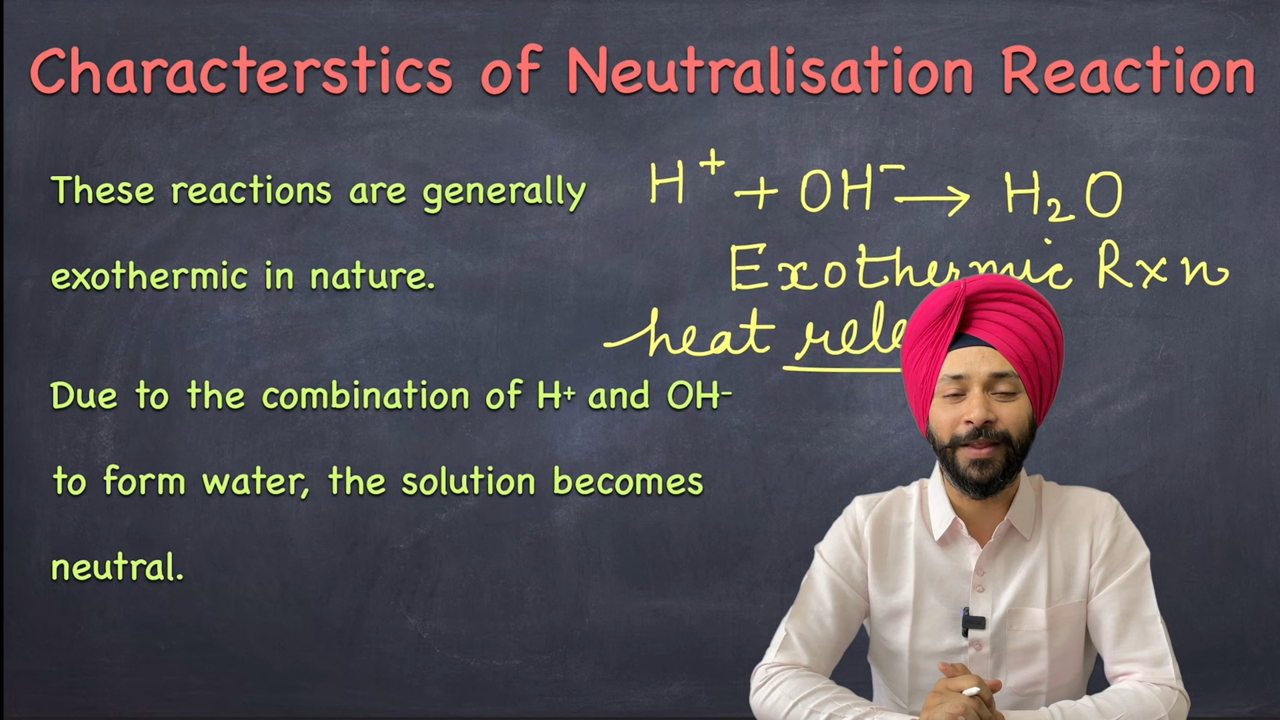 Characterstics of Neutralisation Reaction
These reactions are generally
exothermic in nature.
Due to the combination of H⁺ and OH⁻
to form water, the solution becomes
neutral.
H⁺ + OH⁻ → H₂O
Exothermic Rxn
heat